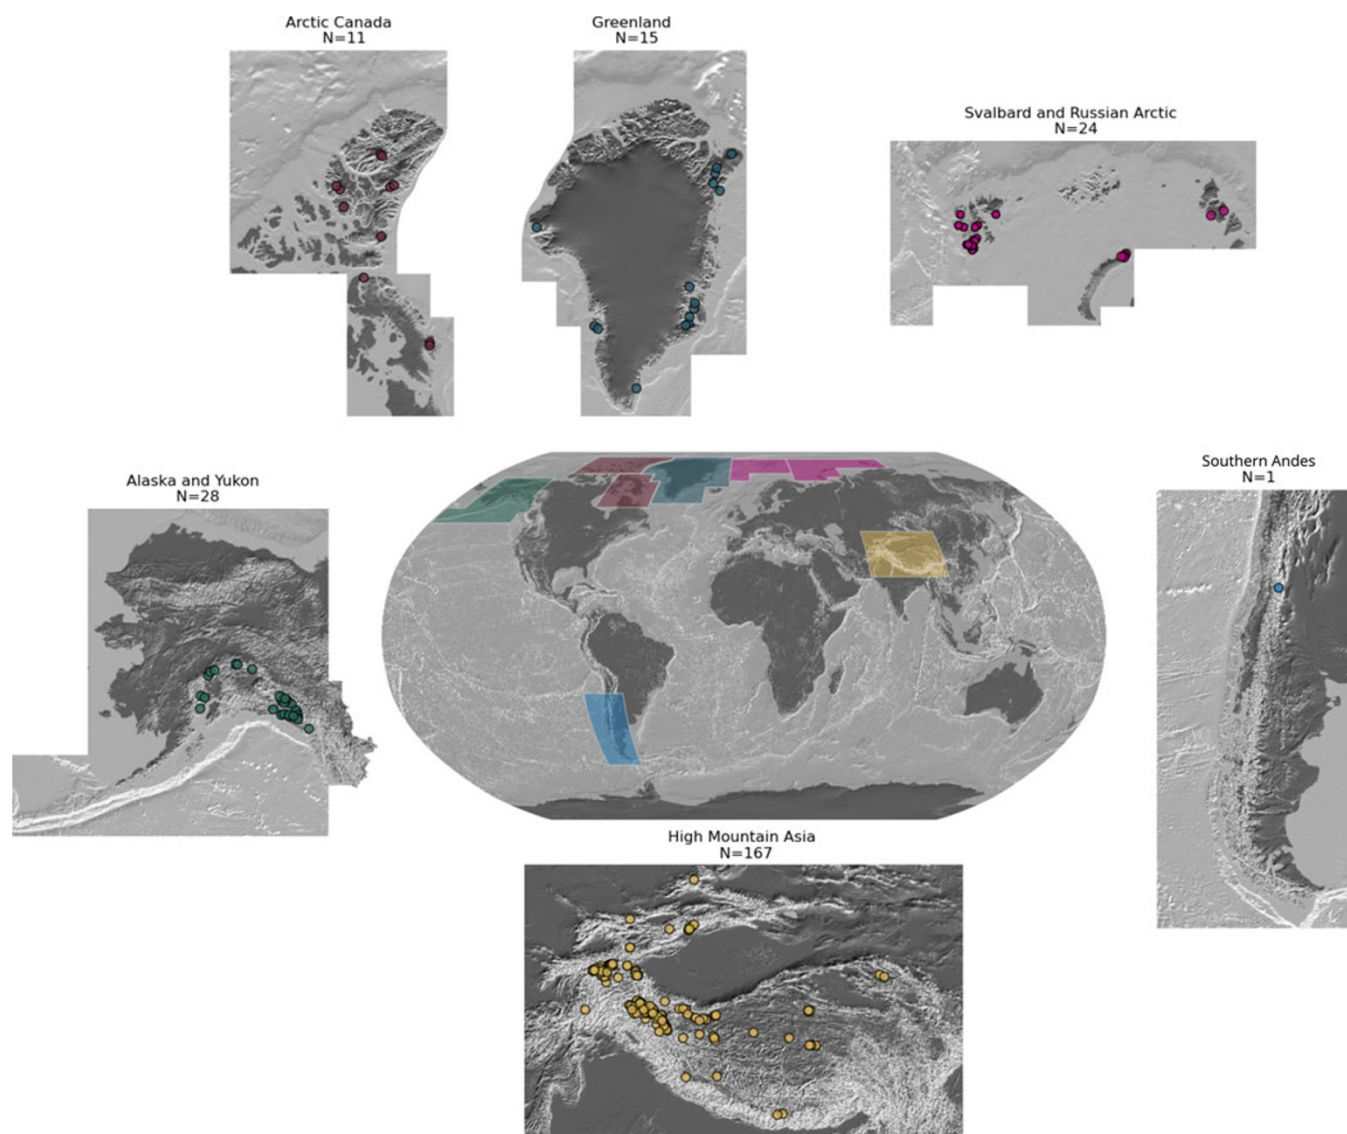 Arctic Canada
N=11
Greenland
N=15
Svalbard and Russian Arctic
N=24
Alaska and Yukon
N=28
Southern Andes
N=1
High Mountain Asia
N=167